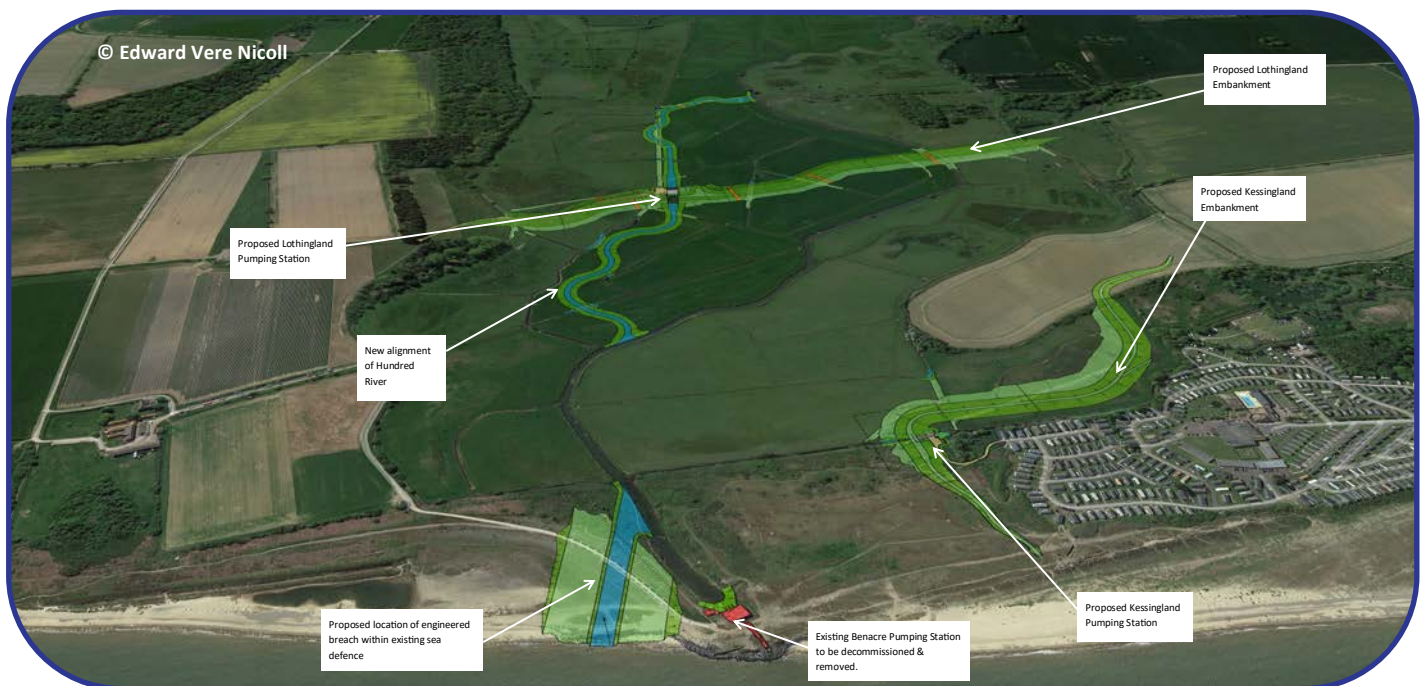 © Edward Vere Nicoll
Proposed Lothingland
Embankment
Proposed Kessingland
Embankment
Proposed Lothingland
Pumping Station
New alignment
of Hundred
River
Proposed location of engineered
breach within existing sea
defence
Existing Benacre Pumping Station
to be decommissioned &
removed.
Proposed Kessingland
Pumping Station